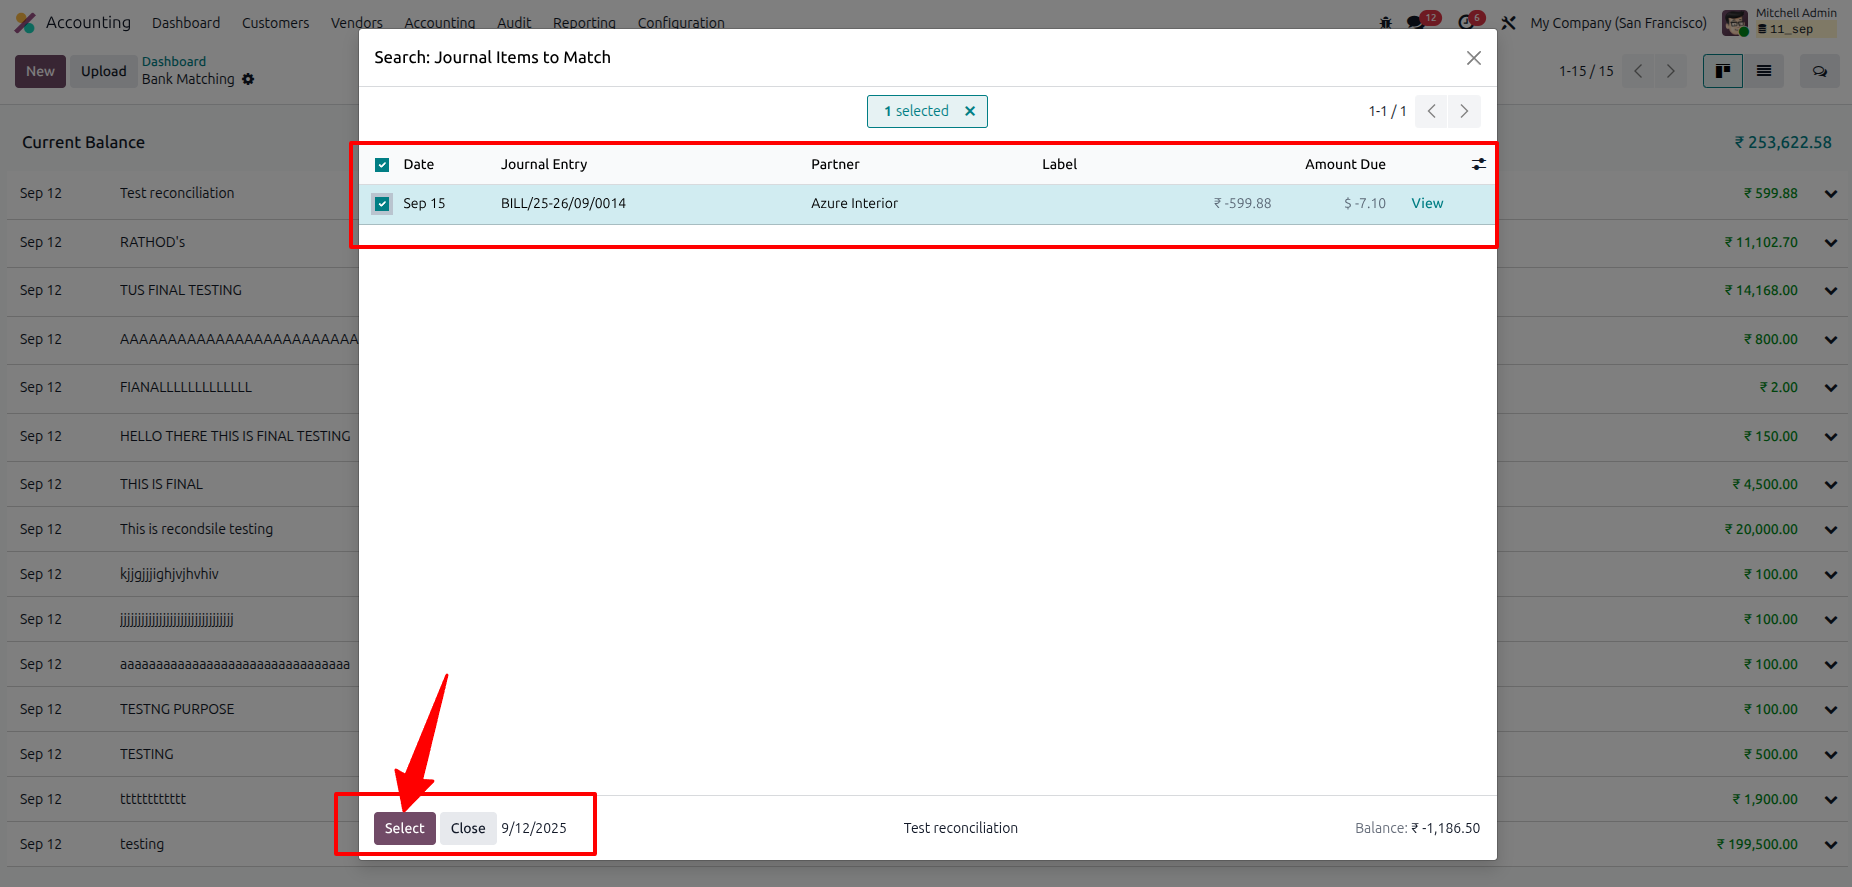 Accounting Dashboard Customers Vendors Accounting Audit Reporting Configuration 12 6 My Company (San Francisco) Mitchell Admin
11_sep
New Upload Dashboard
Bank Matching
1-15 / 15
Search: Journal Items to Match
1 selected
1-1 / 1
Current Balance ₹ 253,622.58
Date Journal Entry Partner Label Amount Due
Sep 15 BILL/25-26/09/0014 Azure Interior ₹ -599.88 $ -7.10 View
Sep 12 Test reconciliation ₹ 599.88
Sep 12 RATHOD's ₹ 11,102.70
Sep 12 TUS FINAL TESTING ₹ 14,168.00
Sep 12 AAAAAAAAAAAAAAAAAAAAAAAAA ₹ 800.00
Sep 12 FIANALLLLLLLLLLLLL ₹ 2.00
Sep 12 HELLO THERE THIS IS FINAL TESTING ₹ 150.00
Sep 12 THIS IS FINAL ₹ 4,500.00
Sep 12 This is recondsile testing ₹ 20,000.00
Sep 12 kjjgjjjighjvjhvhiv ₹ 100.00
Sep 12 jjjjjjjjjjjjjjjjjjjjjjjjjjjjjjjj ₹ 100.00
Sep 12 aaaaaaaaaaaaaaaaaaaaaaaaaaaaaaaa ₹ 100.00
Sep 12 TESTNG PURPOSE ₹ 100.00
Sep 12 TESTING ₹ 500.00
Sep 12 tttttttttttt ₹ 1,900.00
Sep 12 testing ₹ 199,500.00
Select Close 9/12/2025 Test reconciliation Balance: ₹ -1,186.50